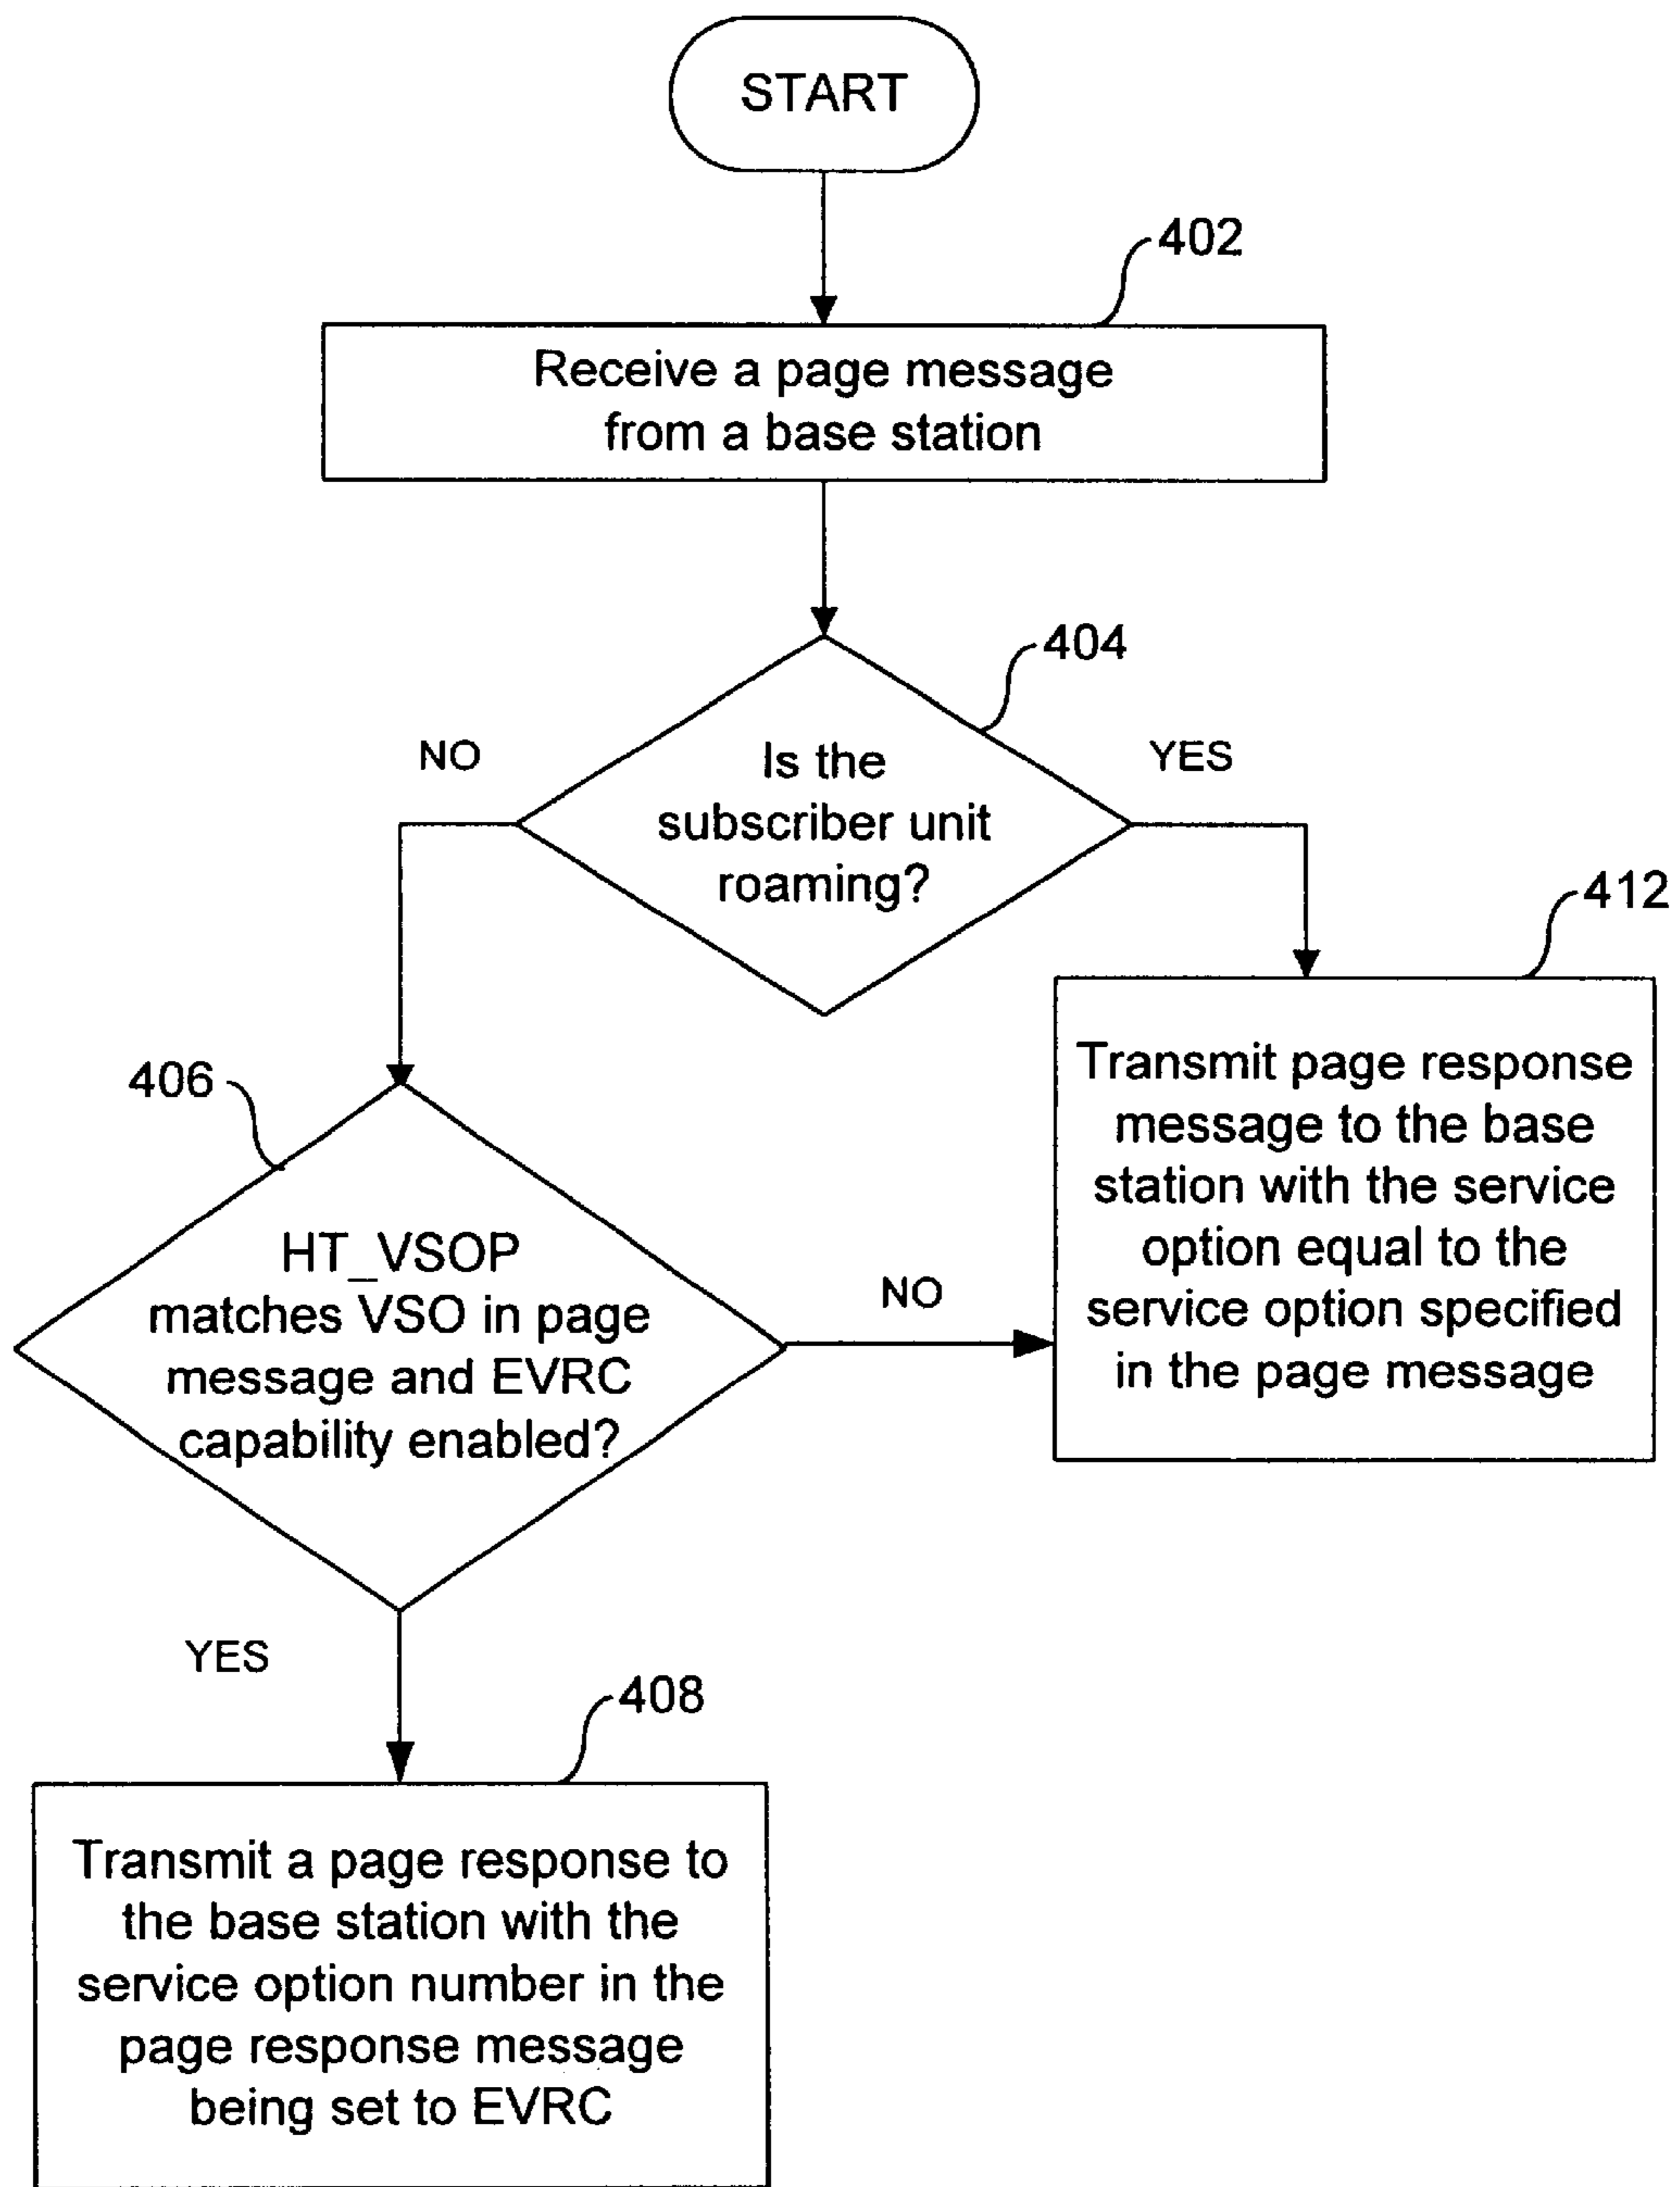 START
402
Receive a page message
from a base station
404
NO
YES
Is the
subscriber unit
roaming?
412
406
Transmit page response
message to the base
station with the service
option equal to the
service option specified
in the page message
HT_VSOP
matches VSO in page
message and EVRC
capability enabled?
NO
YES
408
Transmit a page response to
the base station with the
service option number in the
page response message
being set to EVRC